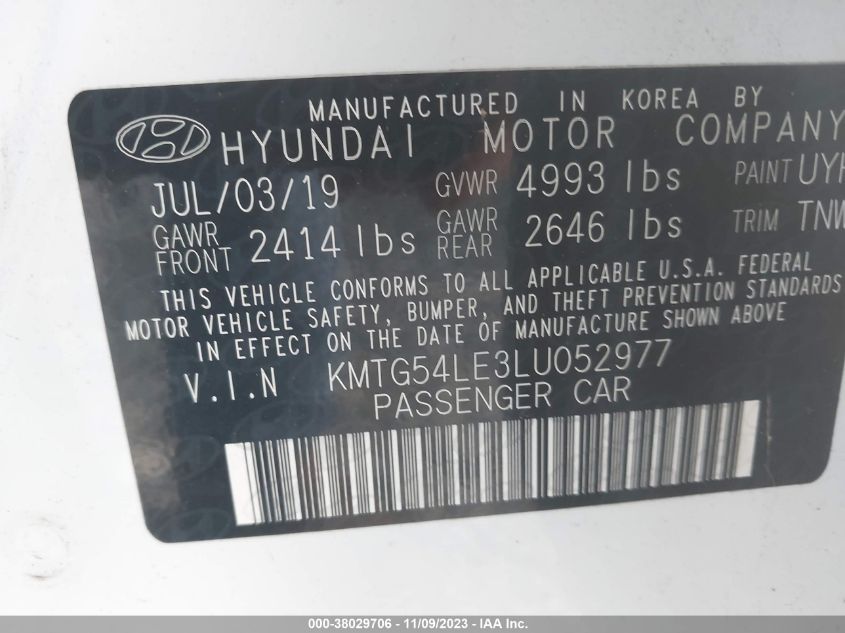 MANUFACTURED IN KOREA BY
HYUNDAI MOTOR COMPANY
JUL/03/19 GVWR 4993 lbs PAINT UYH
GAWR FRONT 2414 lbs GAWR REAR 2646 lbs TRIM TNW
THIS VEHICLE CONFORMS TO ALL APPLICABLE U.S.A. FEDERAL
MOTOR VEHICLE SAFETY, BUMPER, AND THEFT PREVENTION STANDARDS
IN EFFECT ON THE DATE OF MANUFACTURE SHOWN ABOVE
V.I.N KMTG54LE3LU052977
PASSENGER CAR
000-38029706 - 11/09/2023 - IAA Inc.